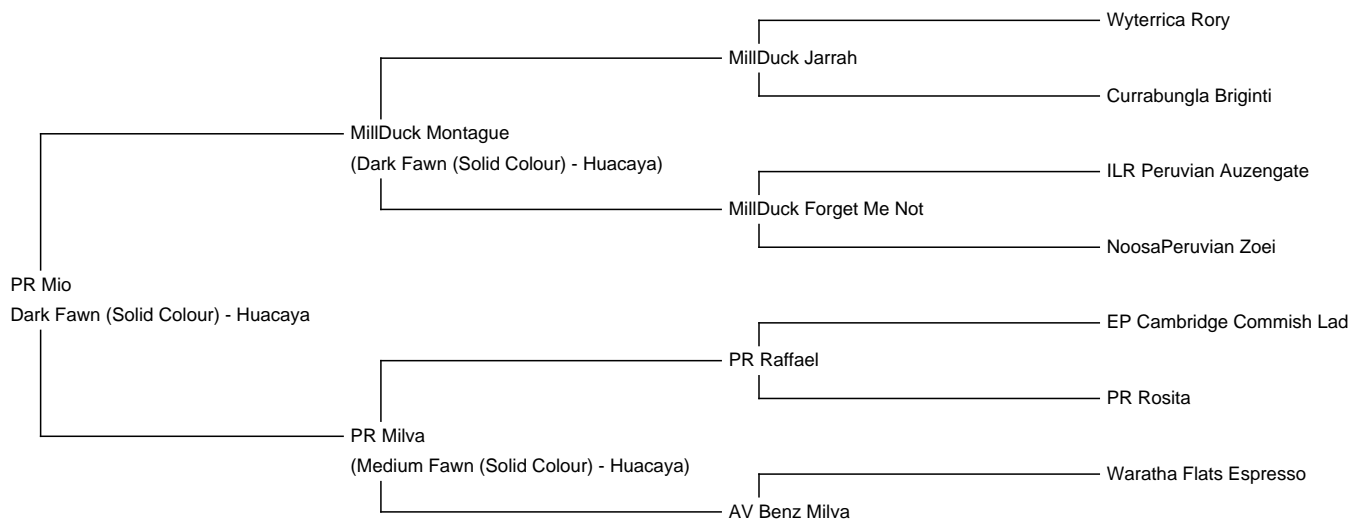 Wyterrica Rory
MillDuck Jarrah
Currabungla Briginti
MillDuck Montague
(Dark Fawn (Solid Colour) - Huacaya)
ILR Peruvian Auzengate
MillDuck Forget Me Not
NoosaPeruvian Zoei
PR Mio
Dark Fawn (Solid Colour) - Huacaya
EP Cambridge Commish Lad
PR Raffael
PR Rosita
PR Milva
(Medium Fawn (Solid Colour) - Huacaya)
Waratha Flats Espresso
AV Benz Milva